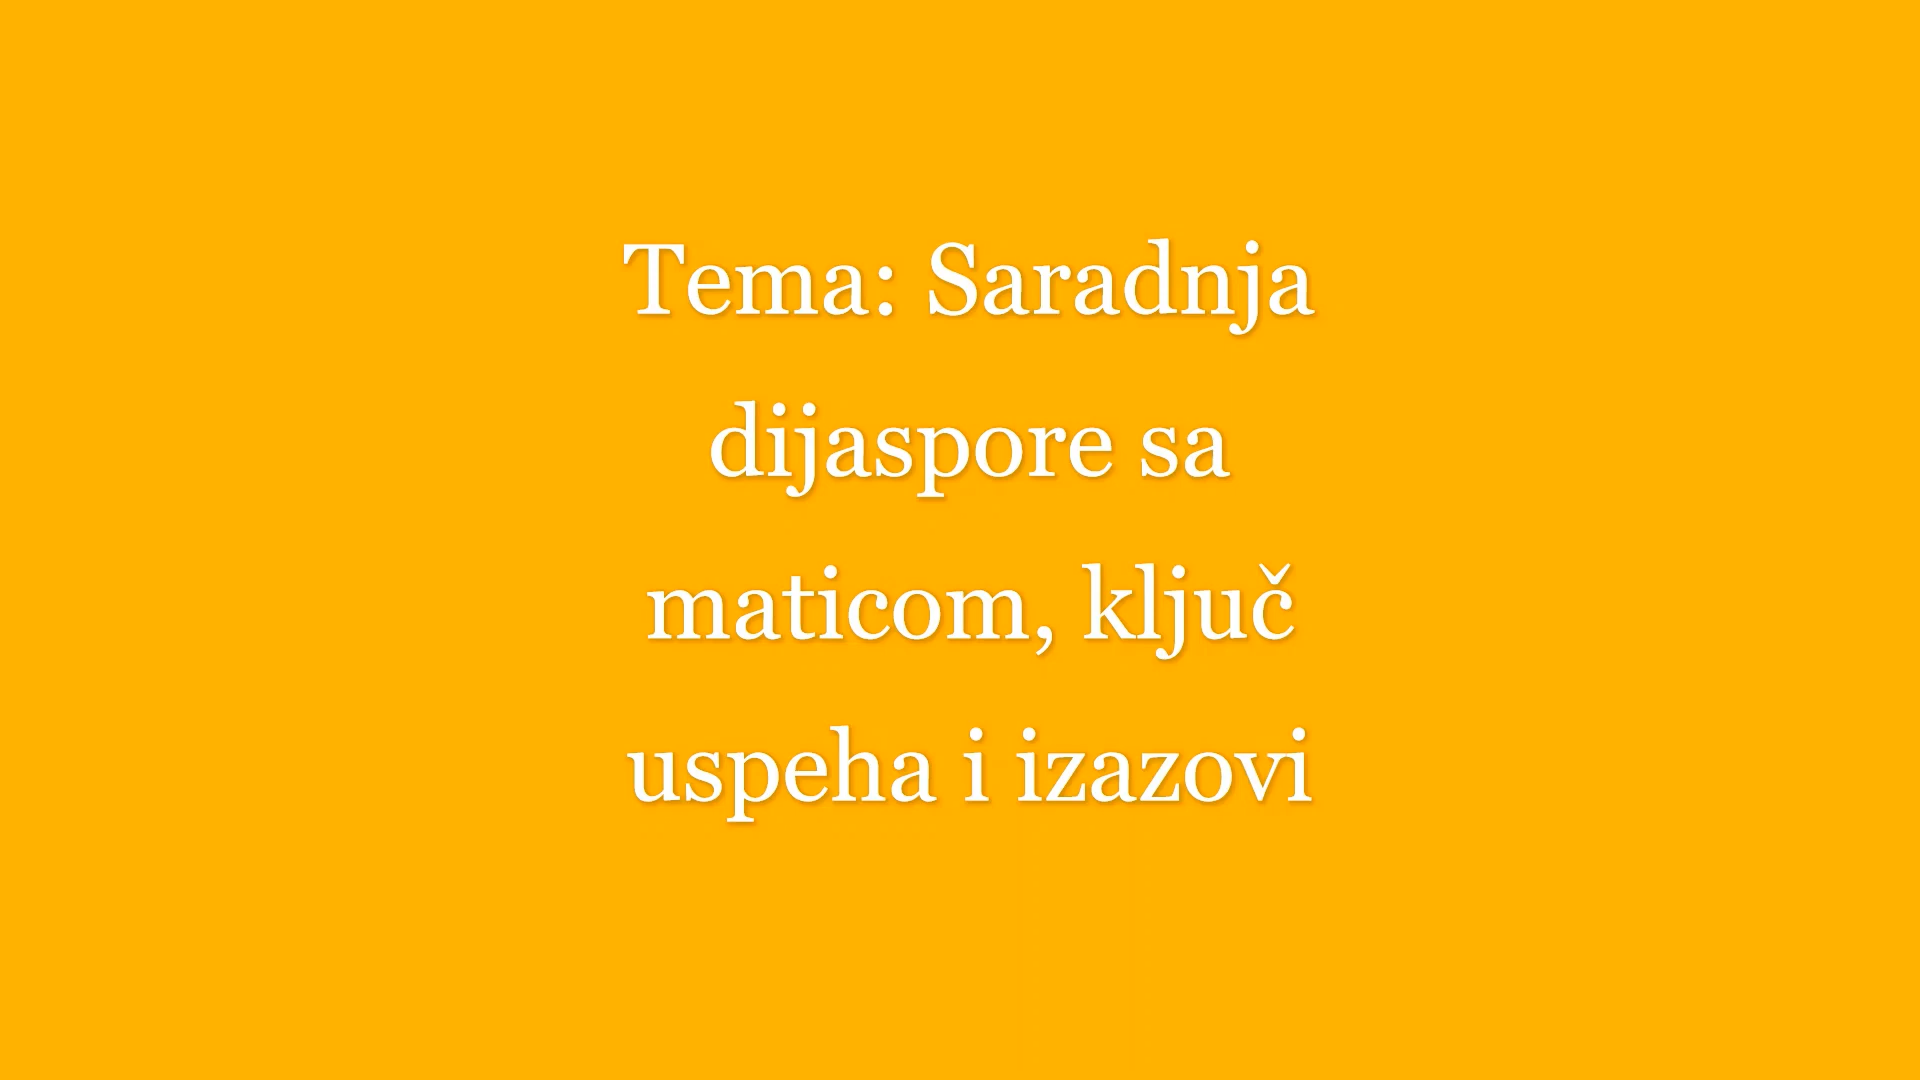 Tema: Saradnja
dijaspore sa
maticom, ključ
uspeha i izazovi